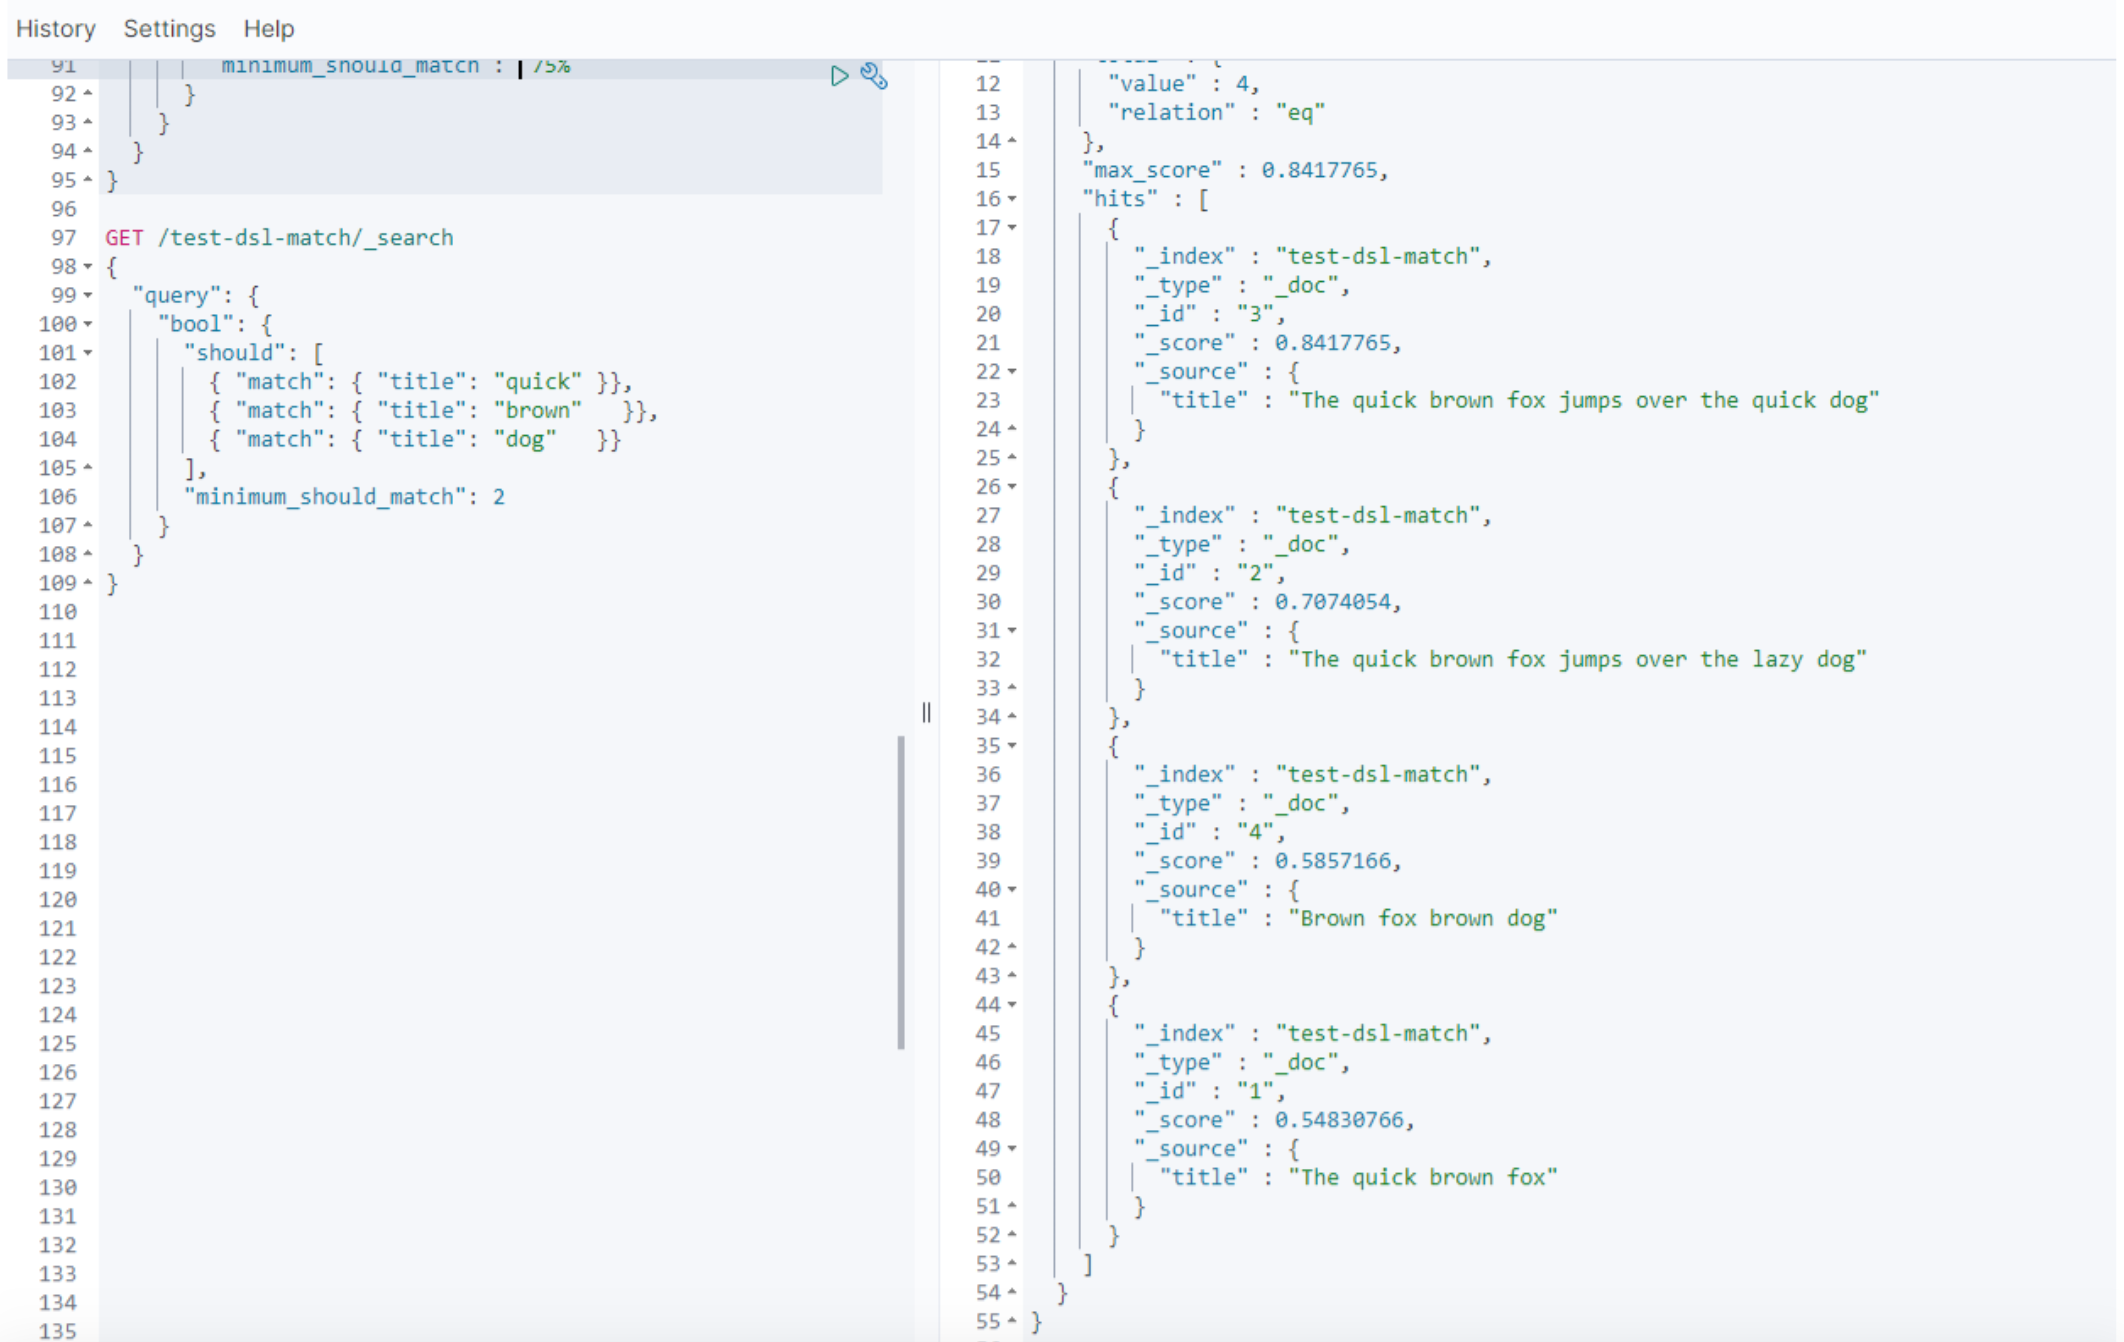 History Settings Help
91 minimum_should_match : 75%
92 }
93 }
94 }
95 }
96
97 GET /test-dsl-match/_search
98 {
99 "query": {
100 "bool": {
101 "should": [
102 { "match": { "title": "quick" }},
103 { "match": { "title": "brown" }},
104 { "match": { "title": "dog" }}
105 ],
106 "minimum_should_match": 2
107 }
108 }
109 }
110
111
112
113
114
115
116
117
118
119
120
121
122
123
124
125
126
127
128
129
130
131
132
133
134
135
12 "value" : 4,
13 "relation" : "eq"
14 },
15 "max_score" : 0.8417765,
16 "hits" : [
17 {
18 "_index" : "test-dsl-match",
19 "_type" : "_doc",
20 "_id" : "3",
21 "_score" : 0.8417765,
22 "_source" : {
23 "title" : "The quick brown fox jumps over the quick dog"
24 }
25 },
26 {
27 "_index" : "test-dsl-match",
28 "_type" : "_doc",
29 "_id" : "2",
30 "_score" : 0.7074054,
31 "_source" : {
32 "title" : "The quick brown fox jumps over the lazy dog"
33 }
34 },
35 {
36 "_index" : "test-dsl-match",
37 "_type" : "_doc",
38 "_id" : "4",
39 "_score" : 0.5857166,
40 "_source" : {
41 "title" : "Brown fox brown dog"
42 }
43 },
44 {
45 "_index" : "test-dsl-match",
46 "_type" : "_doc",
47 "_id" : "1",
48 "_score" : 0.54830766,
49 "_source" : {
50 "title" : "The quick brown fox"
51 }
52 }
53 ]
54 }
55 }